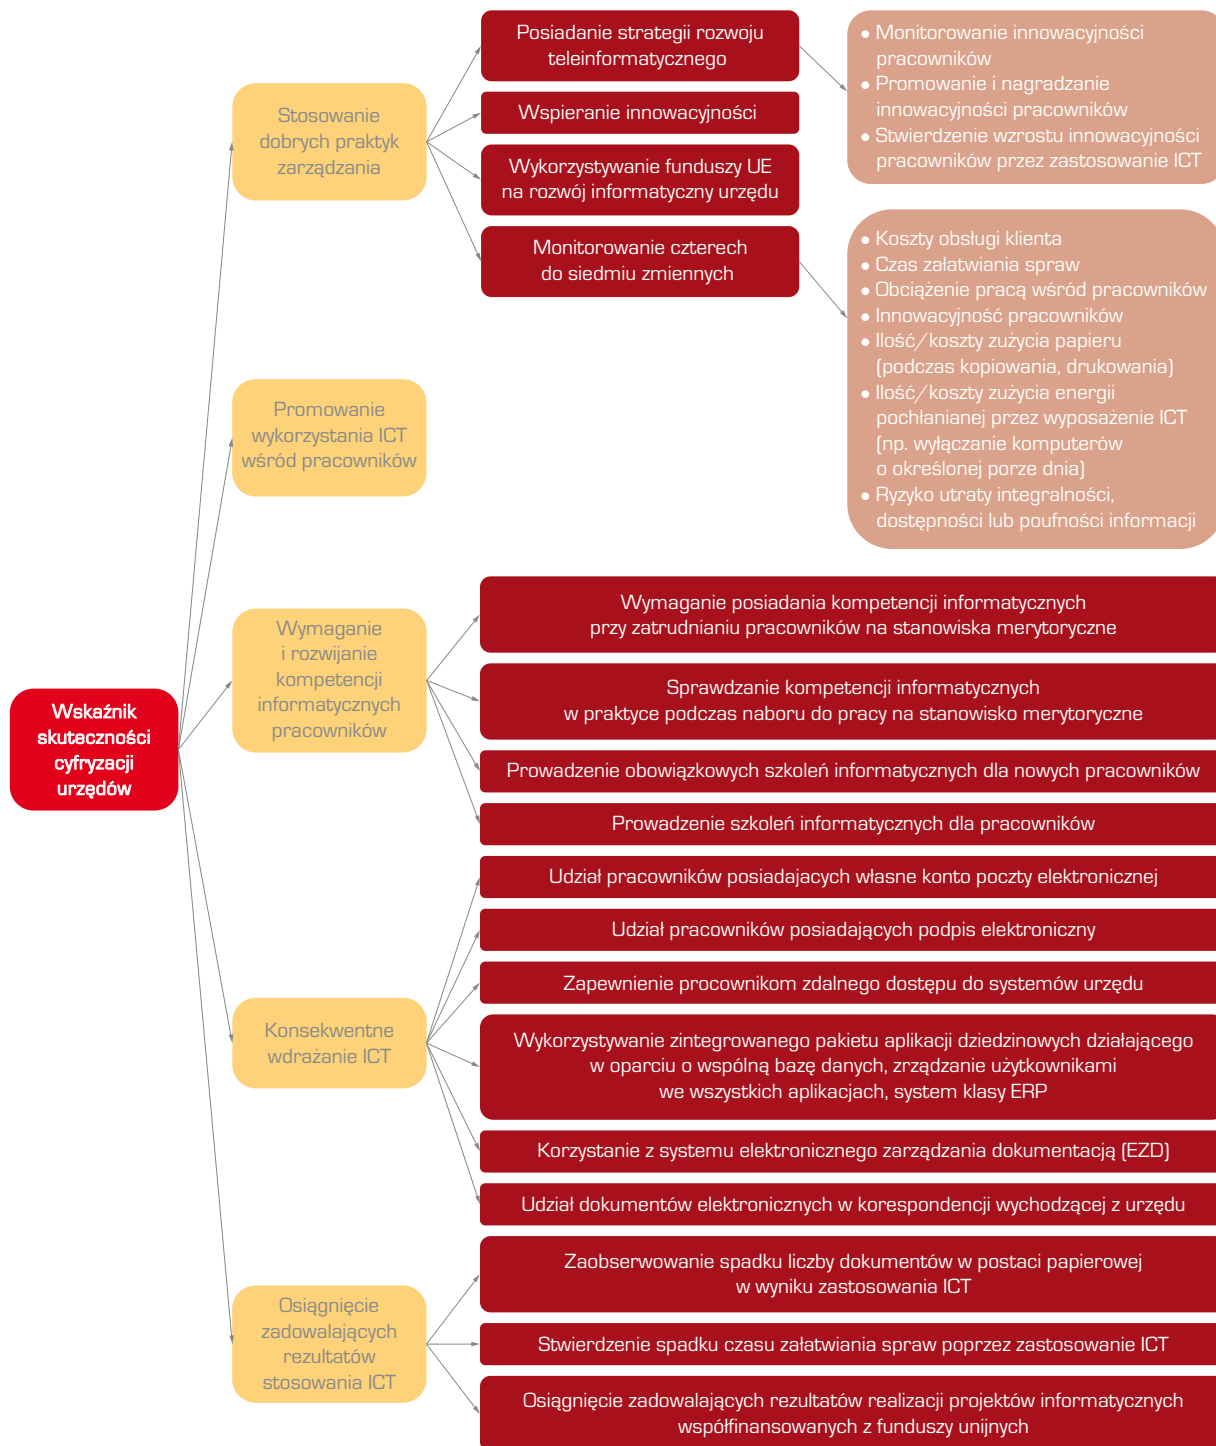 Wskaźnik
skuteczności
cyfryzacji
urzędów
Stosowanie
dobrych praktyk
zarządzania
Posiadanie strategii rozwoju
teleinformatycznego
Wspieranie innowacyjności
Wykorzystywanie funduszy UE
na rozwój informatyczny urzędu
Monitorowanie czterech
do siedmiu zmiennych
• Monitorowanie innowacyjności
pracowników
• Promowanie i nagradzanie
innowacyjności pracowników
• Stwierdzenie wzrostu innowacyjności
pracowników przez zastosowanie ICT
• Koszty obsługi klienta
• Czas załatwiania spraw
• Obciążenie pracą wśród pracowników
• Innowacyjność pracowników
• Ilość/koszty zużycia papieru
(podczas kopiowania, drukowania)
• Ilość/koszty zużycia energii
pochłanianej przez wyposażenie ICT
(np. wyłączanie komputerów
o określonej porze dnia)
• Ryzyko utraty integralności,
dostępności lub poufności informacji
Promowanie
wykorzystania ICT
wśród pracowników
Wymaganie
i rozwijanie
kompetencji
informatycznych
pracowników
Wymaganie posiadania kompetencji informatycznych
przy zatrudnianiu pracowników na stanowiska merytoryczne
Sprawdzanie kompetencji informatycznych
w praktyce podczas naboru do pracy na stanowisko merytoryczne
Prowadzenie obowiązkowych szkoleń informatycznych dla nowych pracowników
Prowadzenie szkoleń informatycznych dla pracowników
Konsekwentne
wdrażanie ICT
Udział pracowników posiadajacych własne konto poczty elektronicznej
Udział pracowników posiadających podpis elektroniczny
Zapewnienie procownikom zdalnego dostępu do systemów urzędu
Wykorzystywanie zintegrowanego pakietu aplikacji dziedzinowych działającego
w oparciu o wspólną bazę danych, zrządzanie użytkownikami
we wszystkich aplikacjach, system klasy ERP
Korzystanie z systemu elektronicznego zarządzania dokumentacją (EZD)
Udział dokumentów elektronicznych w korespondencji wychodzącej z urzędu
Osiągnięcie
zadowalających
rezultatów
stosowania ICT
Zaobserwowanie spadku liczby dokumentów w postaci papierowej
w wyniku zastosowania ICT
Stwierdzenie spadku czasu załatwiania spraw poprzez zastosowanie ICT
Osiągnięcie zadowalających rezultatów realizacji projektów informatycznych
współfinansowanych z funduszy unijnych